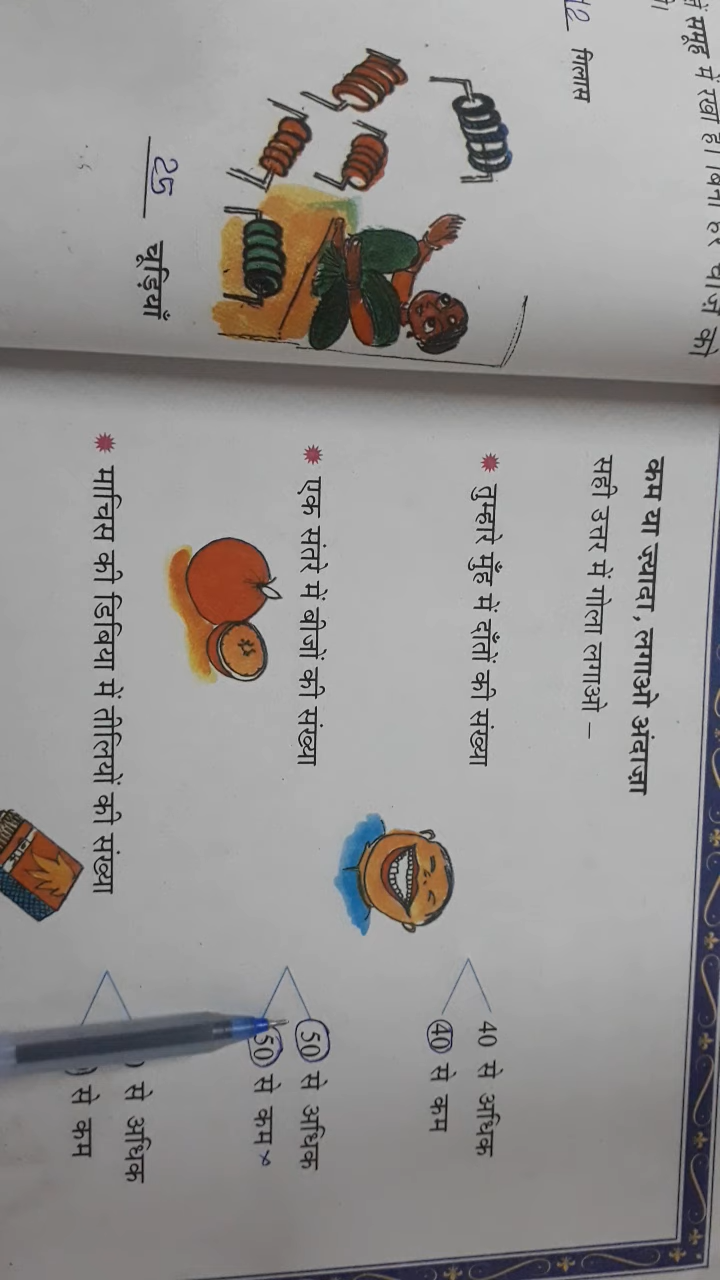 समूह में रखा है। बिना हर चीज़ को
42 गिलास
25 चूड़ियाँ
कम या ज़्यादा, लगाओ अंदाज़ा
सही उत्तर में गोला लगाओ –
तुम्हारे मुँह में दाँतों की संख्या
40 से अधिक
40 से कम
एक संतरे में बीजों की संख्या
50 से अधिक
50 से कम ×
माचिस की डिबिया में तीलियों की संख्या
से अधिक
से कम